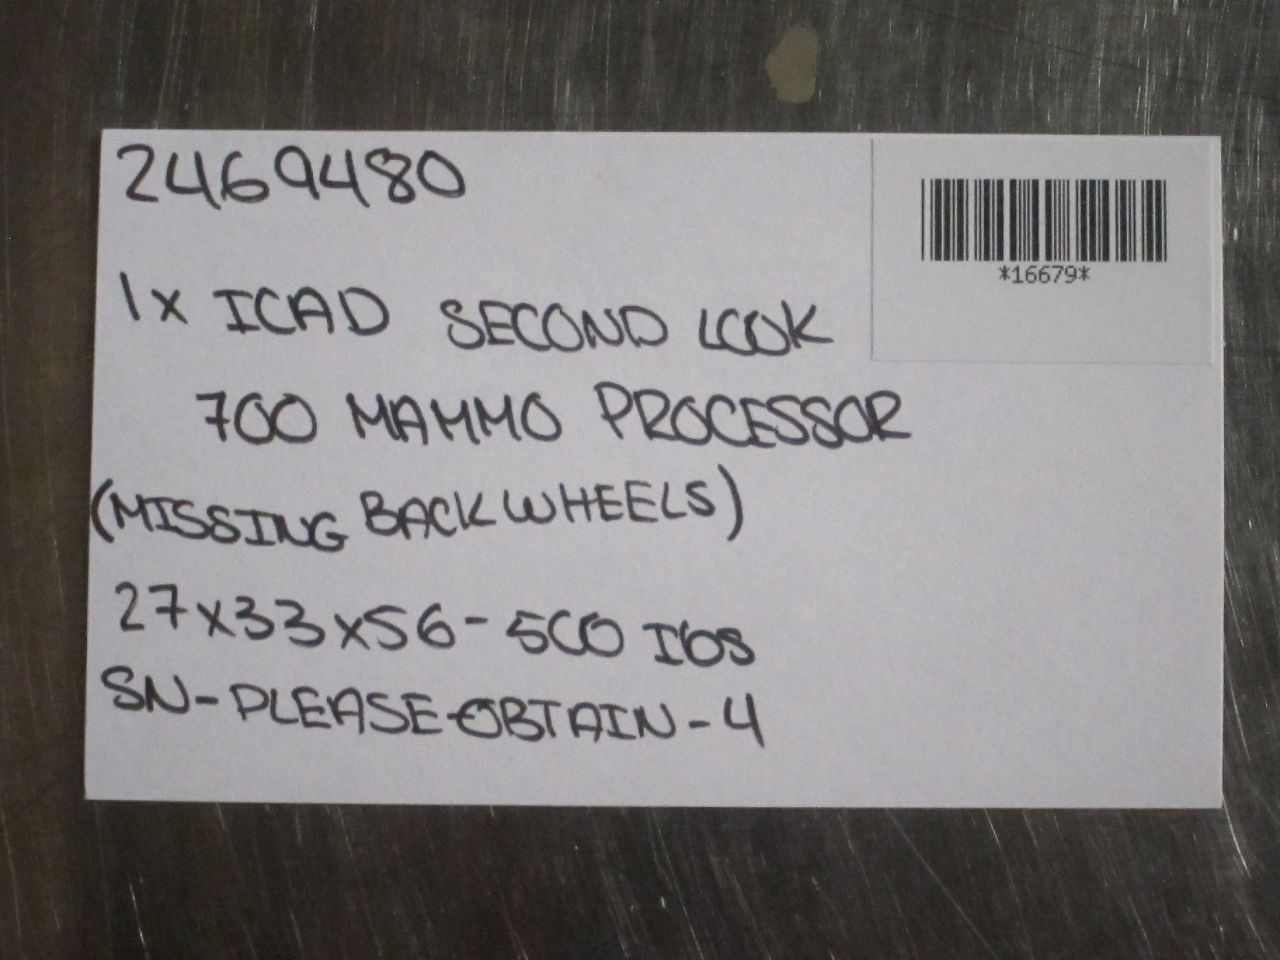 2469480
*16679*
1x ICAD SECOND LOOK
700 MAMMO PROCESSOR
(MISSING BACK WHEELS)
27x33x56- 500 lbs
SN-PLEASE-OBTAIN-4